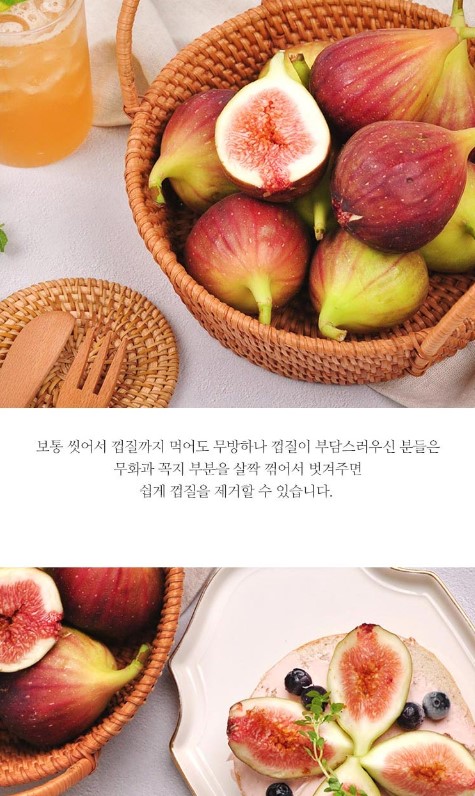 보통 씻어서 껍질까지 먹어도 무방하나 껍질이 부담스러우신 분들은
무화과 꼭지 부분을 살짝 꺾어서 벗겨주면
쉽게 껍질을 제거할 수 있습니다.